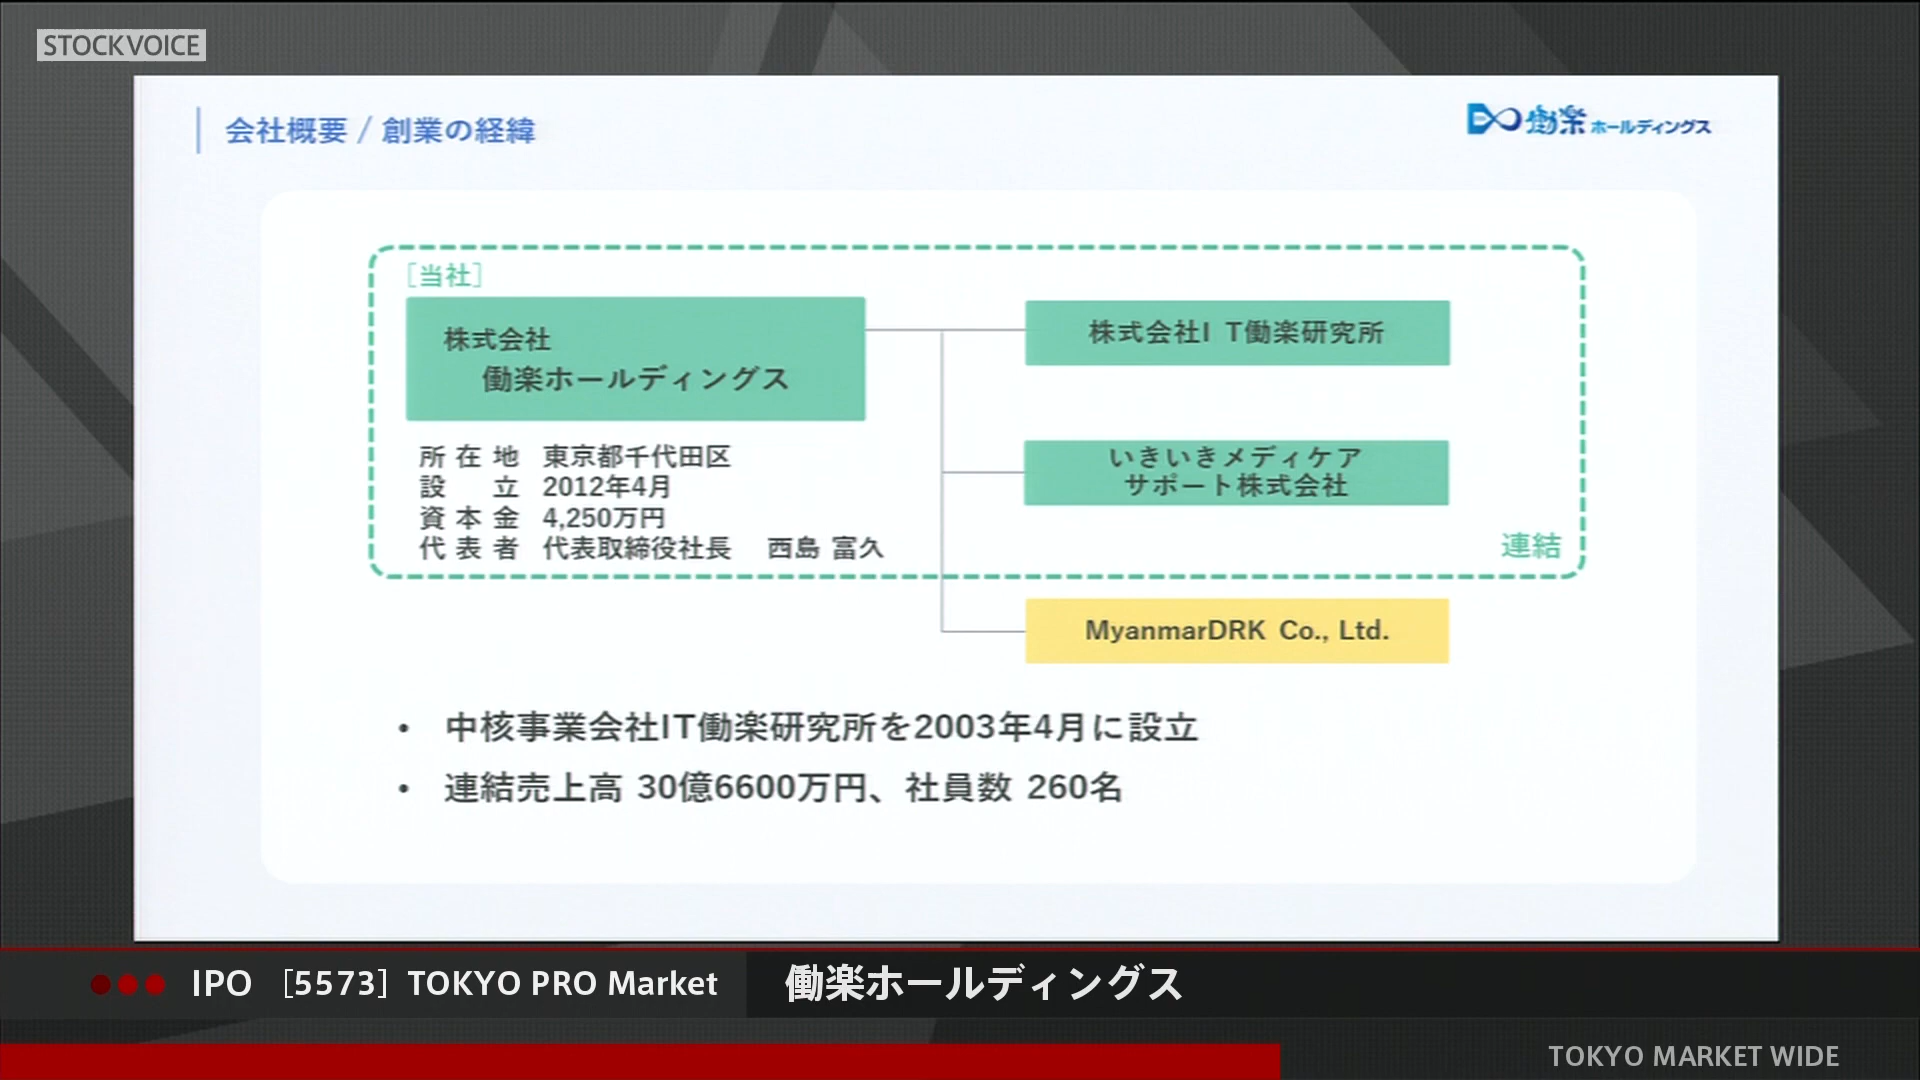 STOCKVOICE
会社概要 / 創業の経緯
働楽ホールディングス
[当社]
株式会社
働楽ホールディングス
株式会社I T働楽研究所
所在地 東京都千代田区
設 立 2012年4月
資本金 4,250万円
代表者 代表取締役社長 西島 富久
いきいきメディケア
サポート株式会社
連結
MyanmarDRK Co., Ltd.
• 中核事業会社IT働楽研究所を2003年4月に設立
• 連結売上高 30億6600万円、社員数 260名
IPO [5573] TOKYO PRO Market 働楽ホールディングス
TOKYO MARKET WIDE